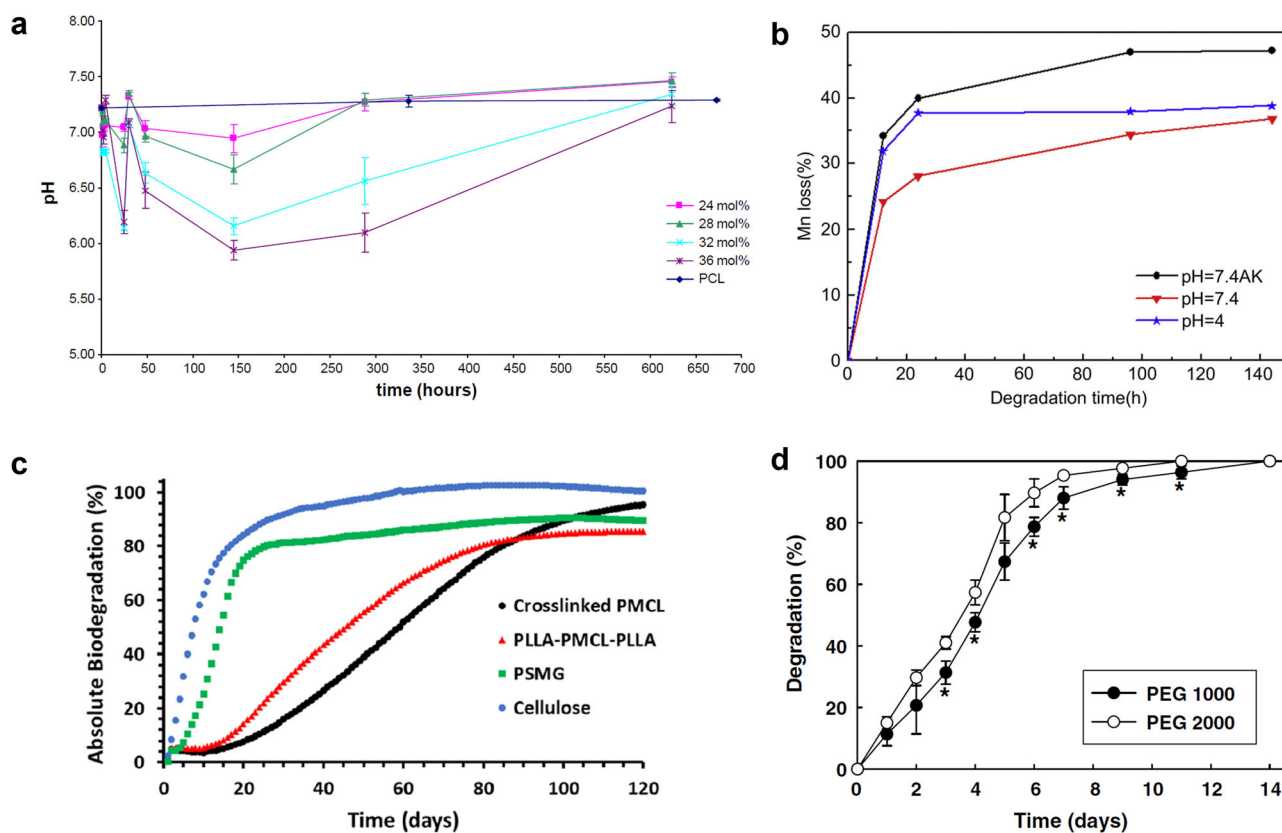 a
8.00
7.50
7.00
6.50
6.00
5.50
5.00
pH
0
50
100
150
200
250
300
350
400
450
500
550
600
650
700
time (hours)
24 mol%
28 mol%
32 mol%
36 mol%
PCL
b
50
45
40
35
30
25
20
15
10
5
0
Mn loss(%)
0
20
40
60
80
100
120
140
Degradation time(h)
pH=7.4AK
pH=7.4
pH=4
c
100
80
60
40
20
0
Absolute Biodegradation (%)
0
20
40
60
80
100
120
Time (days)
Crosslinked PMCL
PLLA-PMCL-PLLA
PSMG
Cellulose
d
100
80
60
40
20
0
Degradation (%)
0
2
4
6
8
10
12
14
Time (days)
*
*
*
*
*
*
PEG 1000
PEG 2000